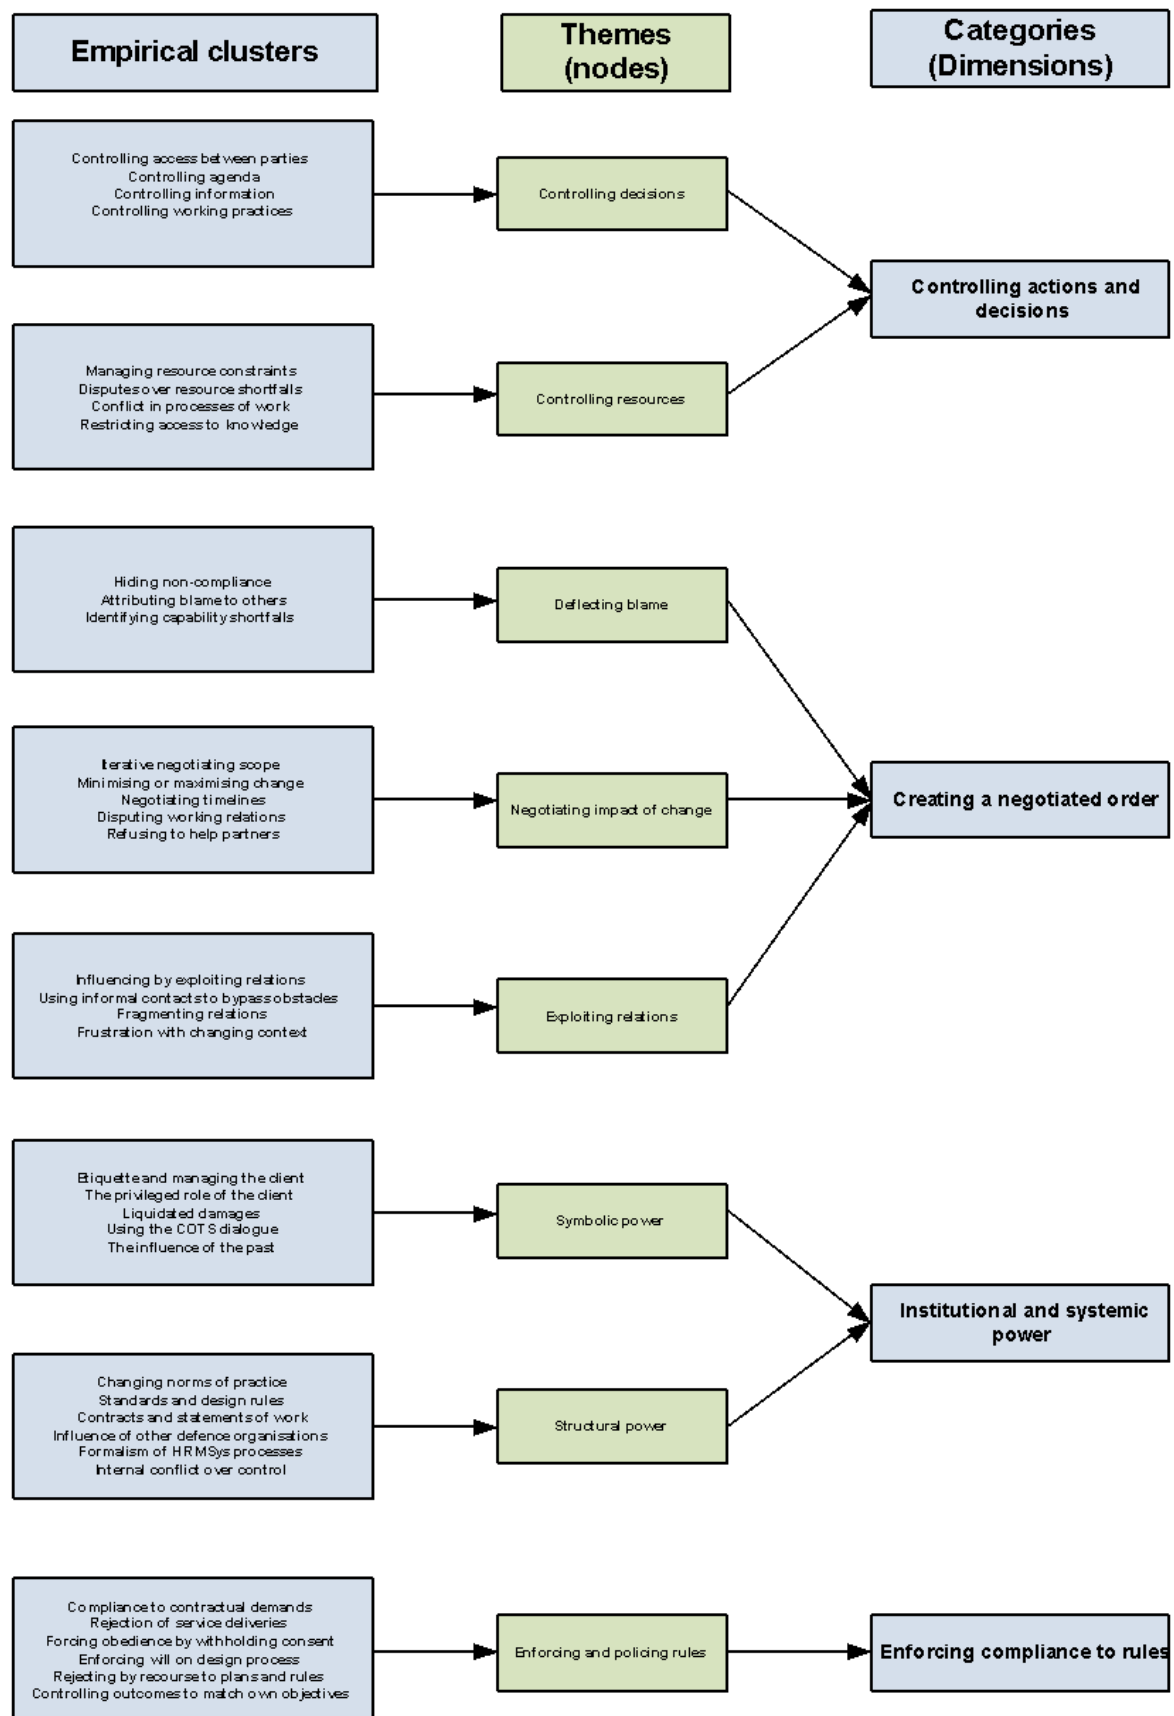 Empirical clusters
Themes
(nodes)
Categories
(Dimensions)
Controlling access between parties
Controlling agenda
Controlling information
Controlling working practices
Controlling decisions
Controlling actions and
decisions
Managing resource constraints
Disputes over resource shortfalls
Conflict in processes of work
Restricting access to knowledge
Controlling resources
Hiding non-compliance
Attributing blame to others
Identifying capability shortfalls
Deflecting blame
Iterative negotiating scope
Minimising or maximising change
Negotiating timelines
Disputing working relations
Refusing to help partners
Negotiating impact of change
Creating a negotiated order
Influencing by exploiting relations
Using informal contacts to bypass obstacles
Fragmenting relations
Frustration with changing context
Exploiting relations
Etiquette and managing the client
The privileged role of the client
Liquidated damages
Using the COTS dialogue
The influence of the past
Symbolic power
Institutional and systemic
power
Changing norms of practice
Standards and design rules
Contracts and statements of work
Influence of other defence organisations
Formalism of HRMSys processes
Internal conflict over control
Structural power
Compliance to contractual demands
Rejection of service deliveries
Forcing obedience by withholding consent
Enforcing will on design process
Rejecting by recourse to plans and rules
Controlling outcomes to match own objectives
Enforcing and policing rules
Enforcing compliance to rules